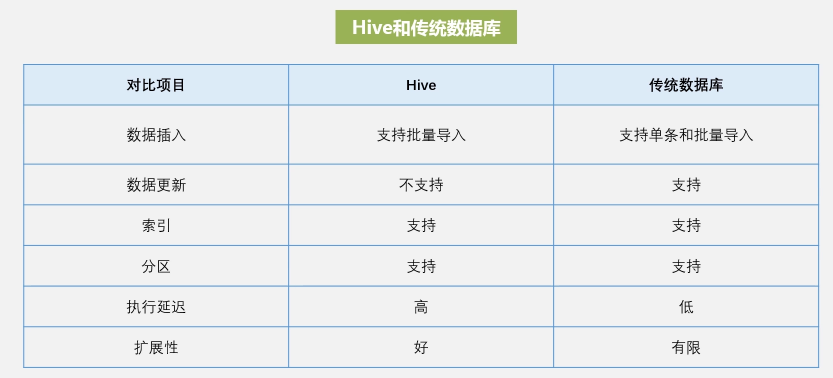 Hive和传统数据库
对比项目 Hive 传统数据库
数据插入 支持批量导入 支持单条和批量导入
数据更新 不支持 支持
索引 支持 支持
分区 支持 支持
执行延迟 高 低
扩展性 好 有限